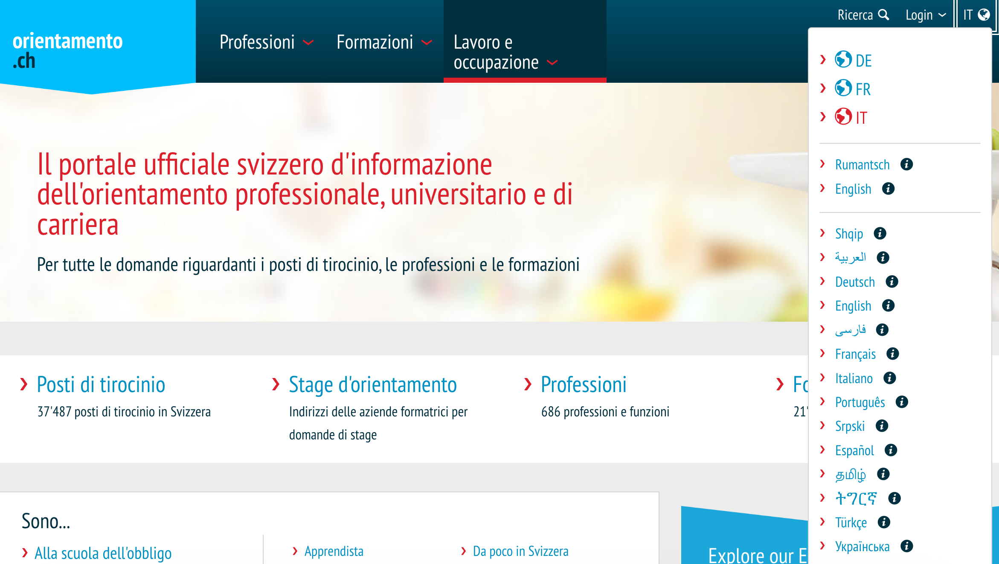 orientamento
.ch
Professioni
Formazioni
Lavoro e
occupazione
Ricerca
Login
IT
DE
FR
IT
Rumantsch
English
Shqip
العربية
Deutsch
English
فارسی
Français
Italiano
Português
Srpski
Español
தமிழ்
ትግርኛ
Türkçe
Українська
Il portale ufficiale svizzero d'informazione
dell'orientamento professionale, universitario e di
carriera
Per tutte le domande riguardanti i posti di tirocinio, le professioni e le formazioni
Posti di tirocinio
37'487 posti di tirocinio in Svizzera
Stage d'orientamento
Indirizzi delle aziende formatrici per
domande di stage
Professioni
686 professioni e funzioni
Sono...
Alla scuola dell'obbligo
Apprendista
Da poco in Svizzera
Explore our